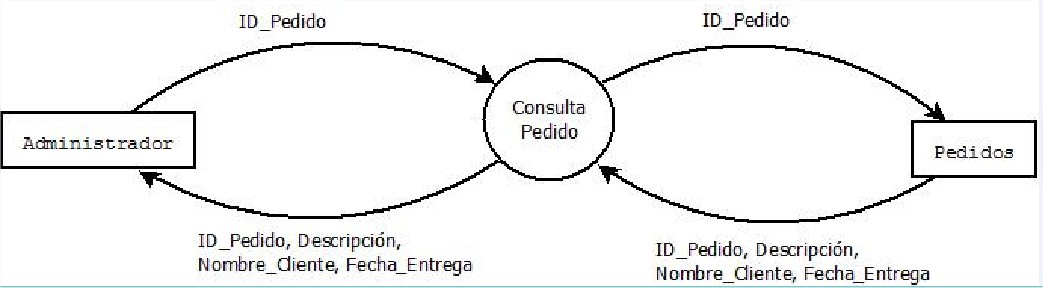 ID_Pedido
ID_Pedido
Consulta
Pedido
Administrador
Pedidos
ID_Pedido, Descripción,
Nombre_Cliente, Fecha_Entrega
ID_Pedido, Descripción,
Nombre_Cliente, Fecha_Entrega